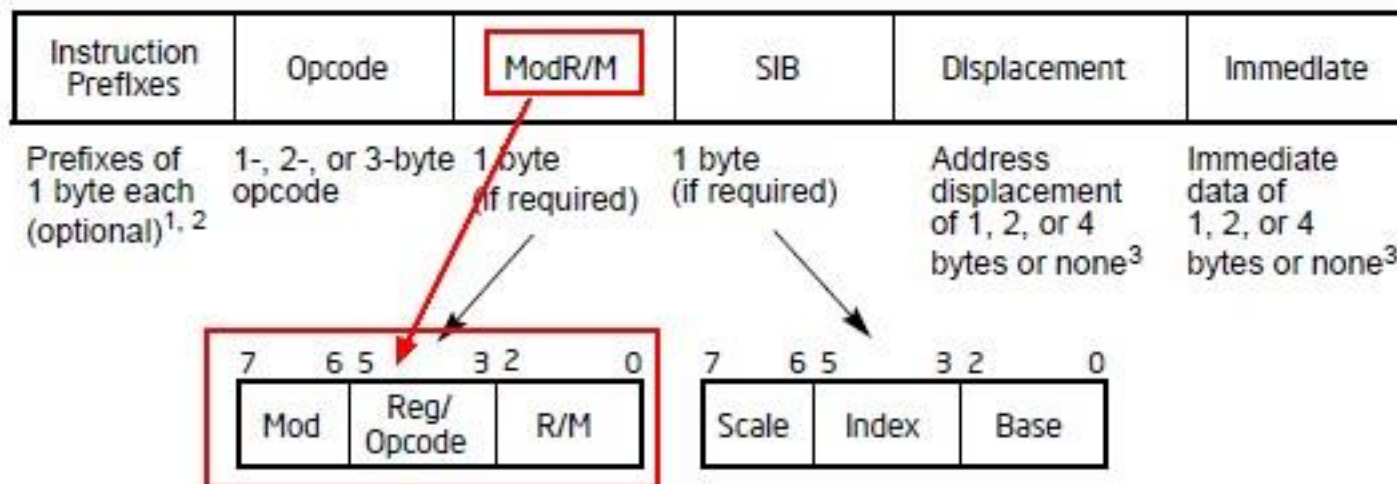 Instruction
Prefixes
Opcode
ModR/M
SIB
Displacement
Immediate
Prefixes of
1 byte each
(optional)1, 2
1-, 2-, or 3-byte
opcode
1 byte
(if required)
1 byte
(if required)
Address
displacement
of 1, 2, or 4
bytes or none3
Immediate
data of
1, 2, or 4
bytes or none3
7 6 5 3 2 0
Mod
Reg/
Opcode
R/M
7 6 5 3 2 0
Scale
Index
Base